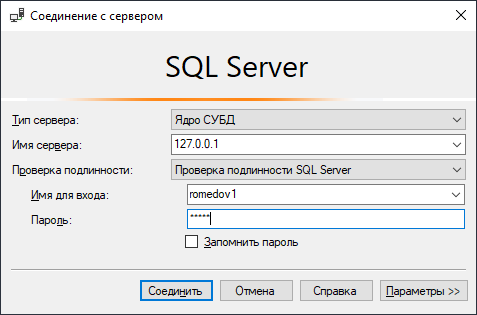 Соединение с сервером
SQL Server
Тип сервера: Ядро СУБД
Имя сервера: 127.0.0.1
Проверка подлинности: Проверка подлинности SQL Server
Имя для входа: romedov1
Пароль: *****
Запомнить пароль
Соединить Отмена Справка Параметры >>